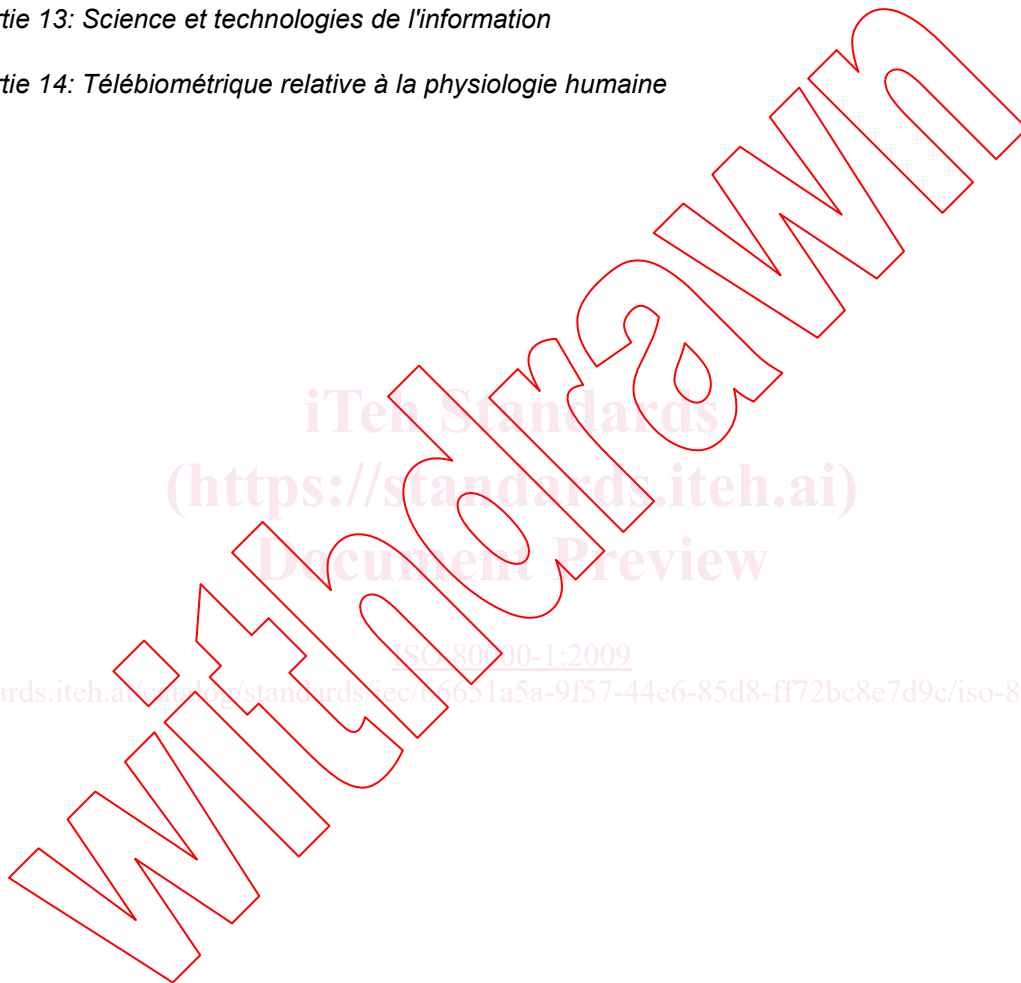 rtie 13: Science et technologies de l'information
rtie 14: Télébiométrique relative à la physiologie humaine
iTeh Standards
(https://standards.iteh.ai)
Document Preview
ISO 80000-1:2009
ards.iteh.ai/catalog/standards/iec/66651a5a-9f57-44e6-85d8-ff72bc8e7d9c/iso-8
withdrawn